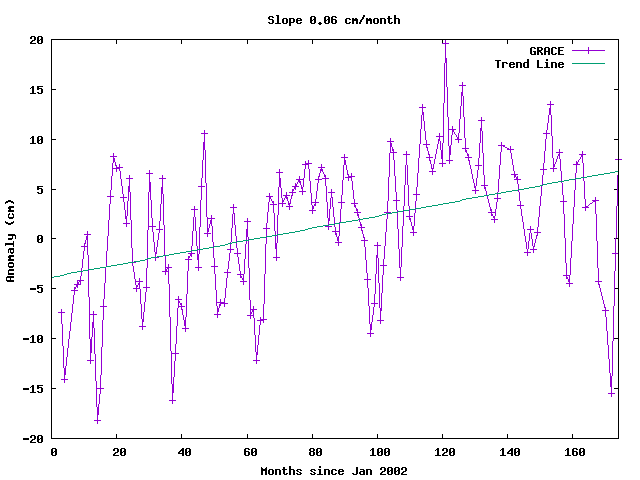 Slope 0.06 cm/month
GRACE
Trend Line
Anomaly (cm)
20
15
10
5
0
-5
-10
-15
-20
0 20 40 60 80 100 120 140 160
Months since Jan 2002